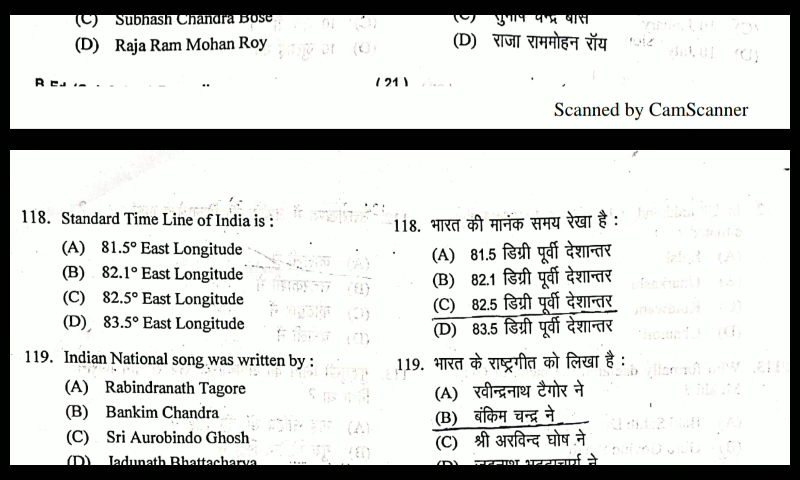 (C) Subhash Chandra Bose
(D) Raja Ram Mohan Roy
(C) सुभाष चन्द्र बोस
(D) राजा राममोहन रॉय
(21)
Scanned by CamScanner
118. Standard Time Line of India is :
(A) 81.5° East Longitude
(B) 82.1° East Longitude
(C) 82.5° East Longitude
(D) 83.5° East Longitude
119. Indian National song was written by :
(A) Rabindranath Tagore
(B) Bankim Chandra
(C) Sri Aurobindo Ghosh
(D) Jadunath Bhattacharya
118. भारत की मानक समय रेखा है :
(A) 81.5 डिग्री पूर्वी देशान्तर
(B) 82.1 डिग्री पूर्वी देशान्तर
(C) 82.5 डिग्री पूर्वी देशान्तर
(D) 83.5 डिग्री पूर्वी देशान्तर
119. भारत के राष्ट्रगीत को लिखा है :
(A) रवीन्द्रनाथ टैगोर ने
(B) बंकिम चन्द्र ने
(C) श्री अरविन्द घोष ने
(D) जदुनाथ भट्टाचार्य ने